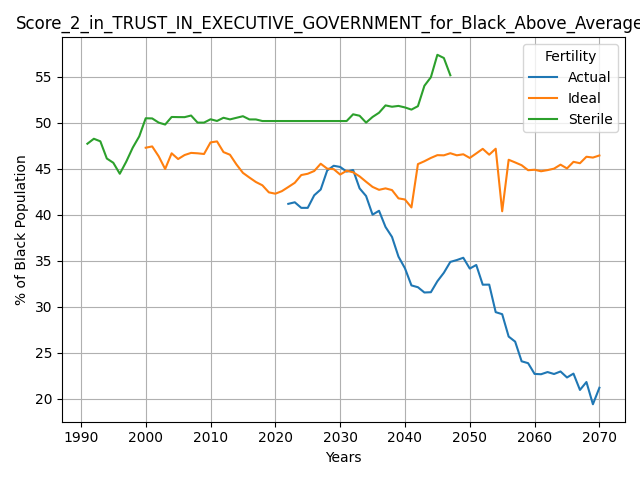 Score_2_in_TRUST_IN_EXECUTIVE_GOVERNMENT_for_Black_Above_Average
Fertility
Actual
Ideal
Sterile
% of Black Population
55
50
45
40
35
30
25
20
1990 2000 2010 2020 2030 2040 2050 2060 2070
Years